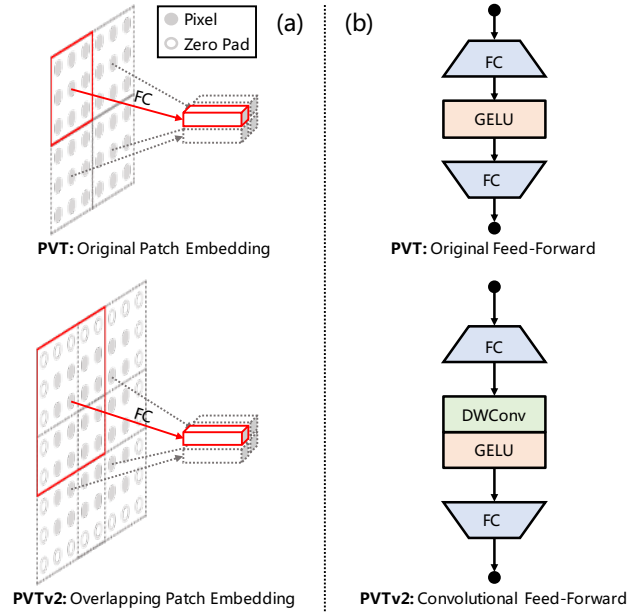 Pixel
Zero Pad
(a)
FC
PVT: Original Patch Embedding
FC
PVTv2: Overlapping Patch Embedding
(b)
FC
GELU
FC
PVT: Original Feed-Forward
FC
DWConv
GELU
FC
PVTv2: Convolutional Feed-Forward